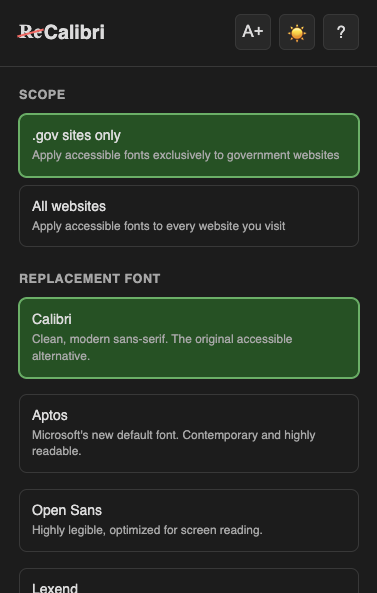 ReCalibri
A+
?
SCOPE
.gov sites only
Apply accessible fonts exclusively to government websites
All websites
Apply accessible fonts to every website you visit
REPLACEMENT FONT
Calibri
Clean, modern sans-serif. The original accessible
alternative.
Aptos
Microsoft's new default font. Contemporary and highly
readable.
Open Sans
Highly legible, optimized for screen reading.
Lexend